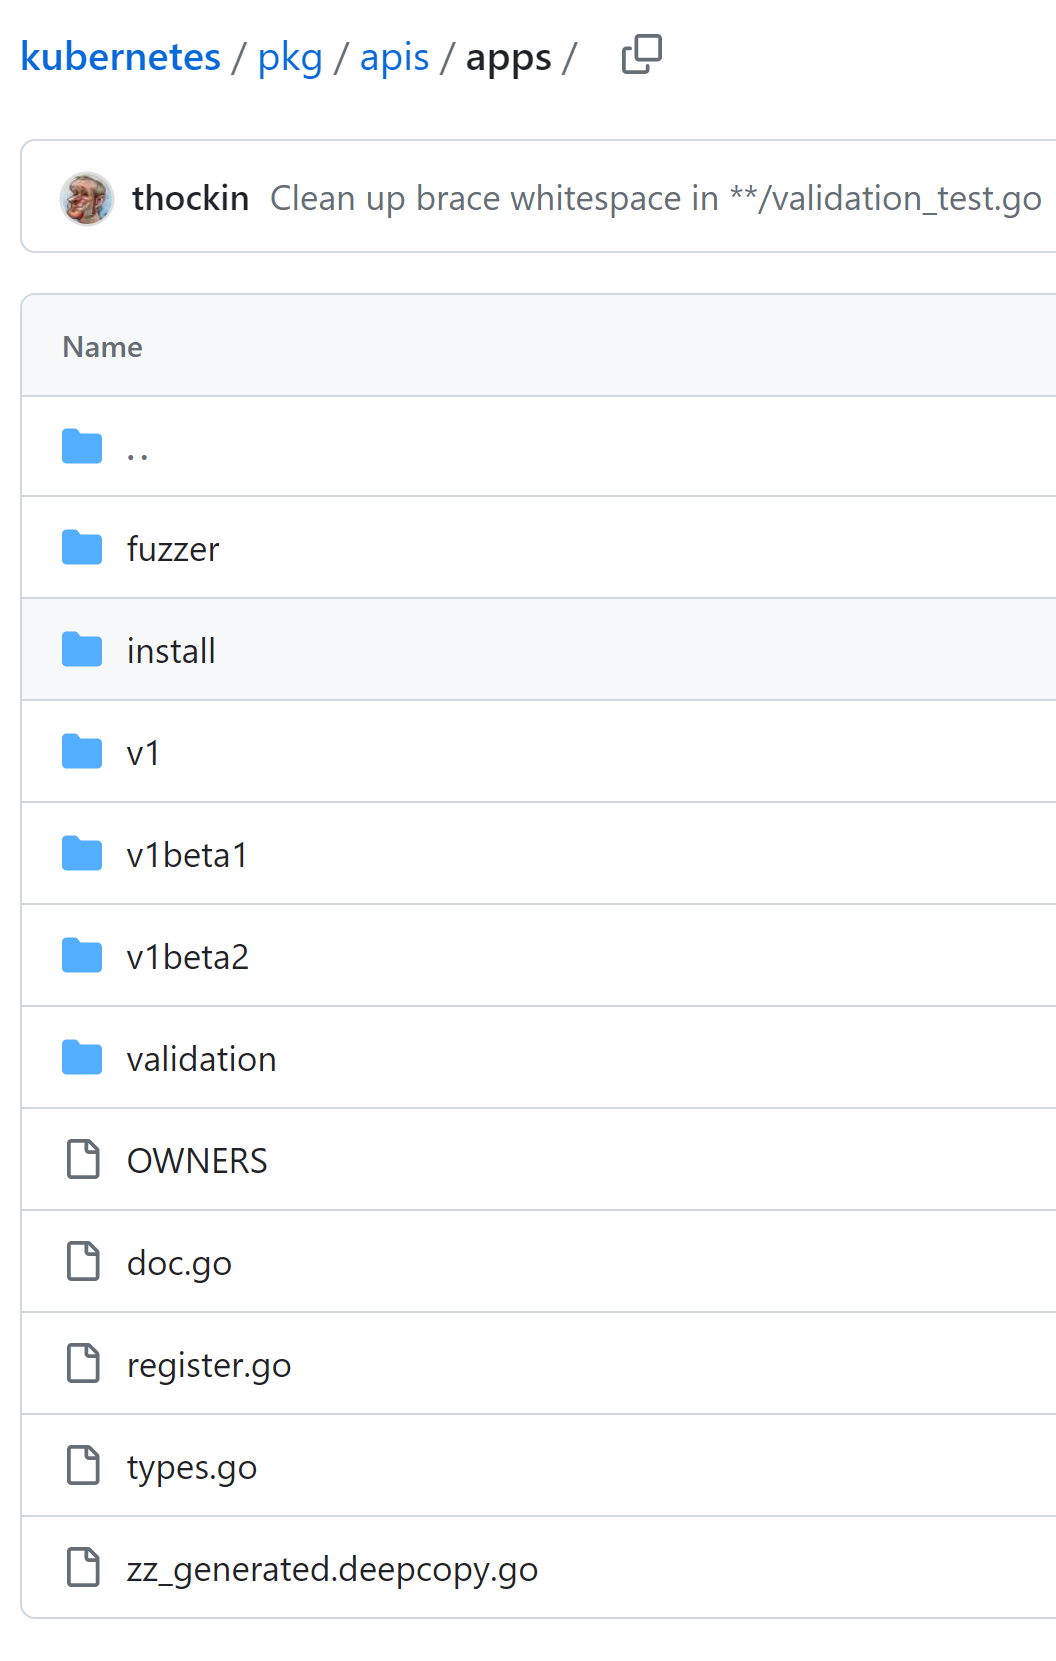 kubernetes / pkg / apis / apps /
thockin Clean up brace whitespace in **/validation_test.go
Name
..
fuzzer
install
v1
v1beta1
v1beta2
validation
OWNERS
doc.go
register.go
types.go
zz_generated.deepcopy.go